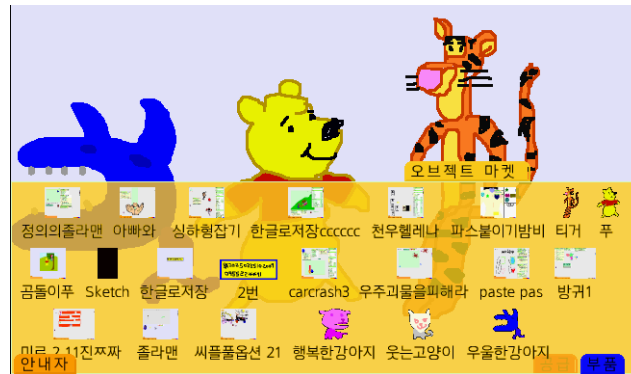 오브젝트 마켓
정의의졸라맨 아빠와 싱하형잡기 한글로저장cccccc 천우헬레나 파스붙이기밤비 티거 푸
곰돌이푸 Sketch 한글로저장 2번 carcrash3 우주괴물을피해라 paste pas 방귀1
미로 2 11진쯔짜 졸라맨 씨플풀옵션 21 행복한강아지 웃는고양이 우울한강아지
안내자 부품